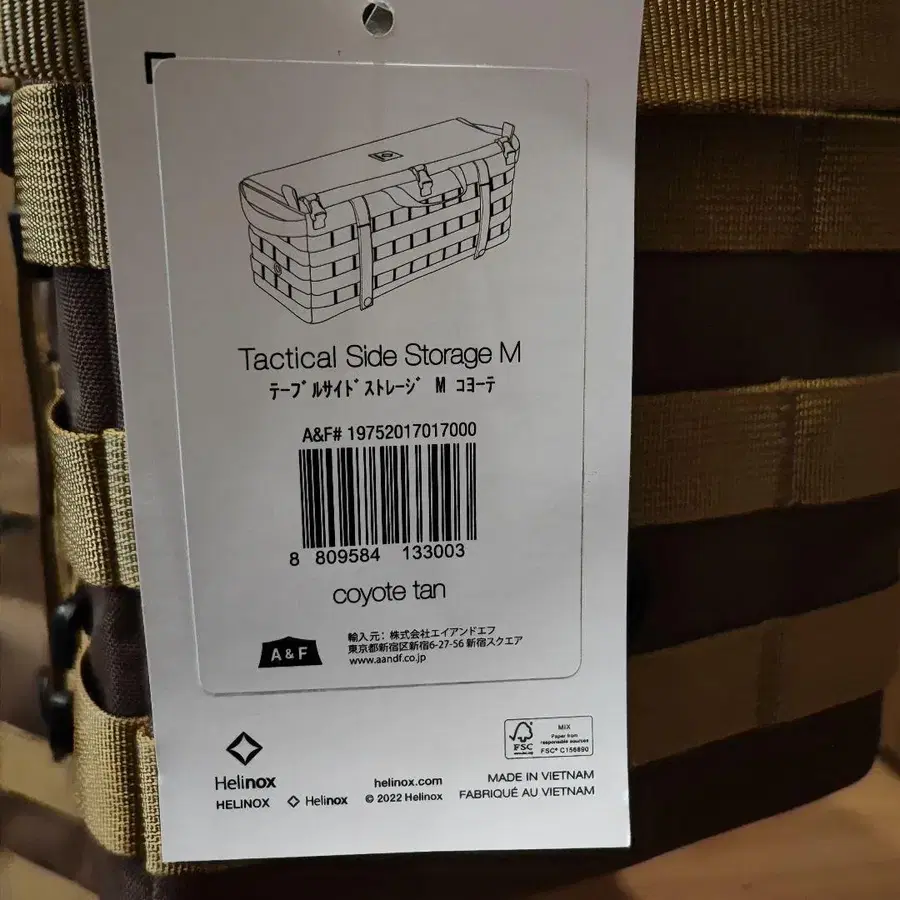 Tactical Side Storage M
テーブルサイドストレージ M コヨーテ
A&F# 19752017017000
8 809584 133003
coyote tan
A & F
輸入元: 株式会社エイアンドエフ
東京都新宿区新宿6-27-56 新宿スクエア
www.aandf.co.jp
Helinox
HELINOX
Helinox
helinox.com
© 2022 Helinox
FSC
MIX
Paper from
responsible sources
FSC® C156890
MADE IN VIETNAM
FABRIQUÉ AU VIETNAM